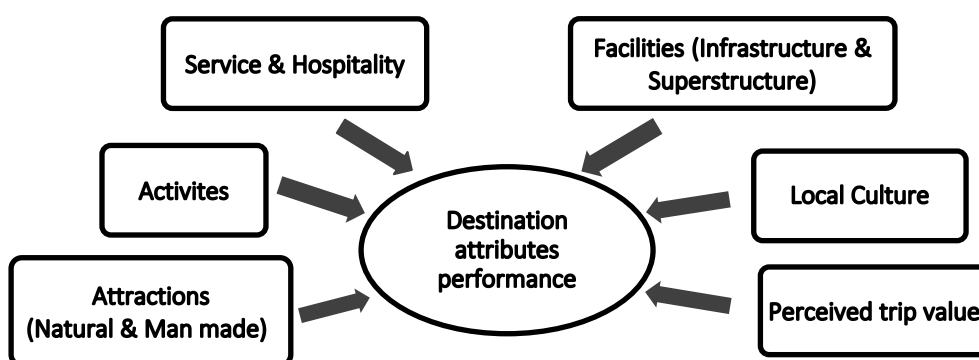 Service & Hospitality
Facilities (Infrastructure &
Superstructure)
Activites
Local Culture
Destination
attributes
performance
Attractions
(Natural & Man made)
Perceived trip value